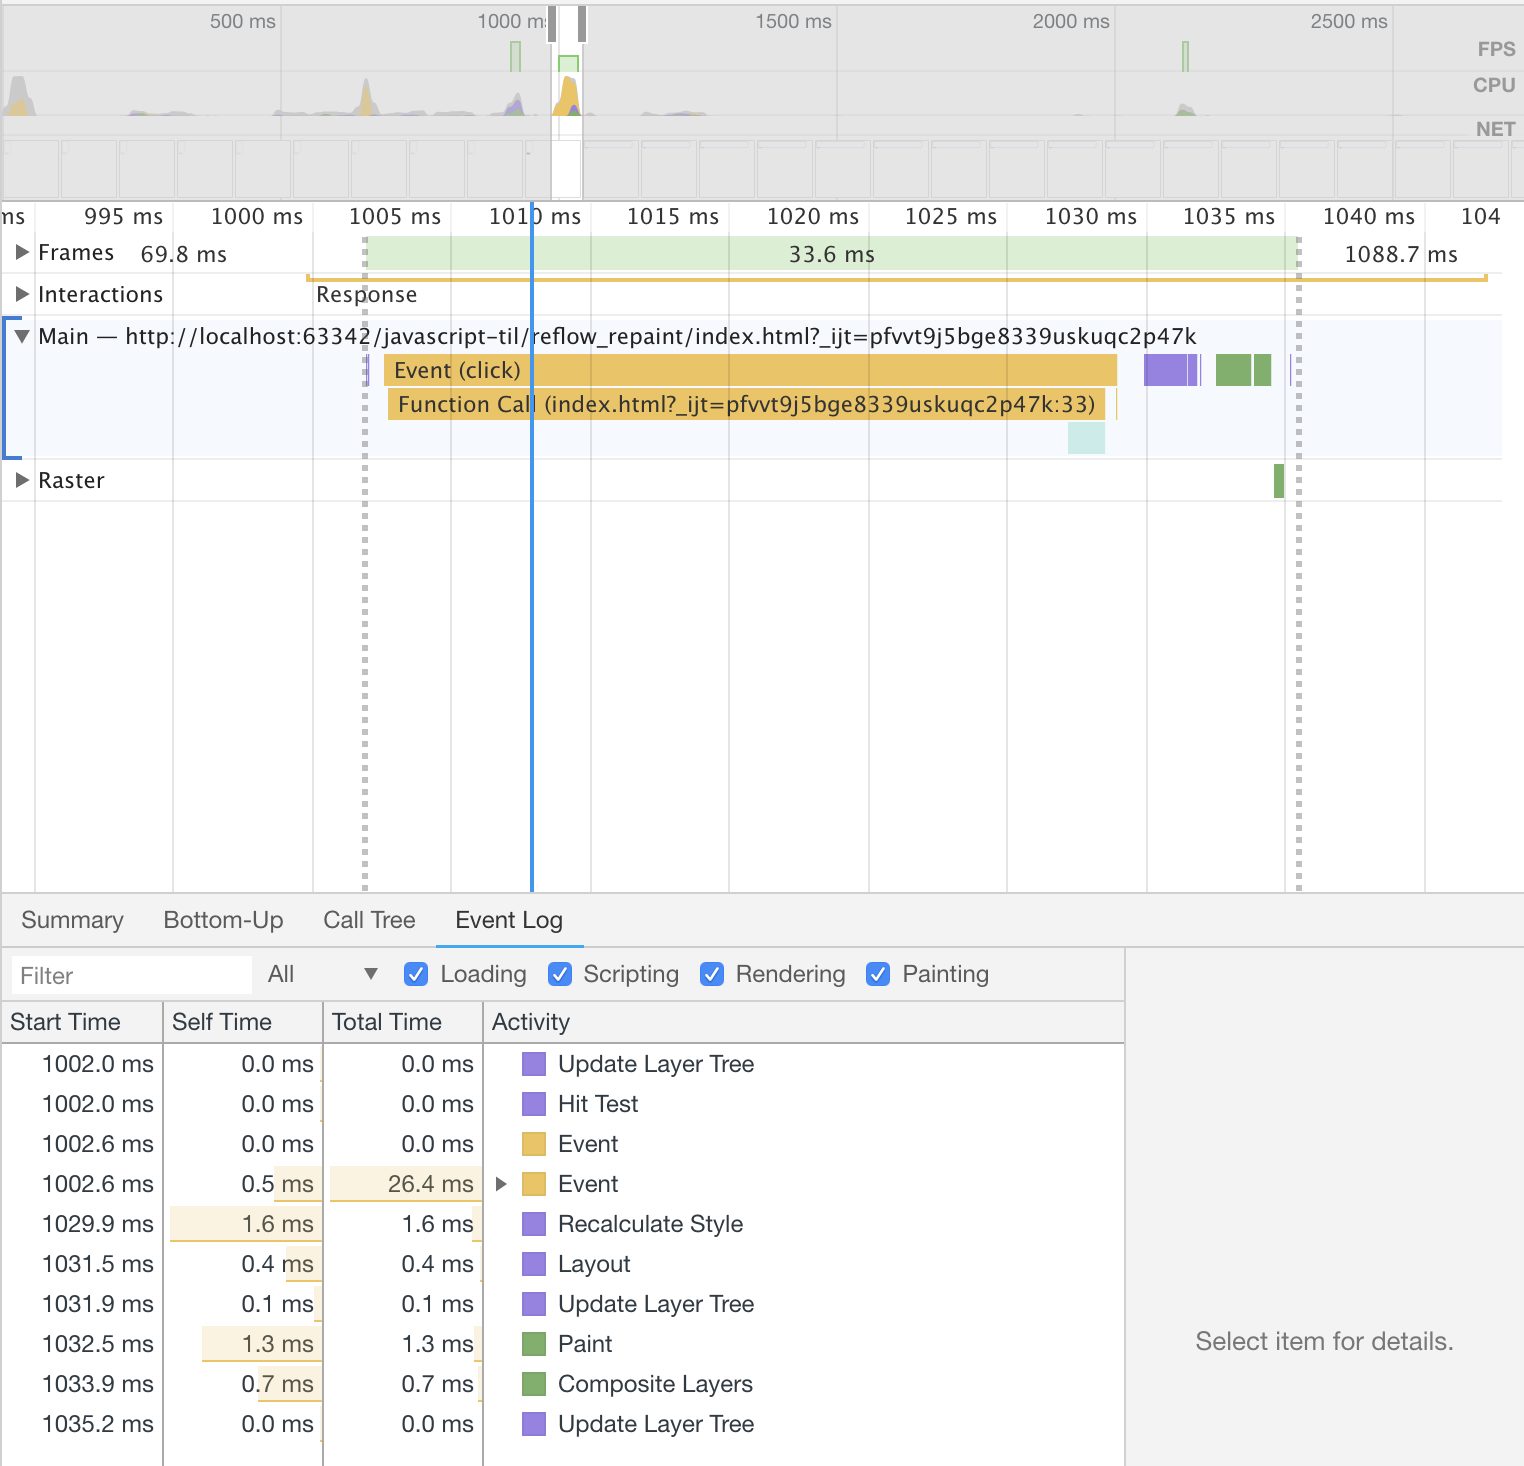 500 ms 1000 ms 1500 ms 2000 ms 2500 ms
FPS
CPU
NET
ms 995 ms 1000 ms 1005 ms 1010 ms 1015 ms 1020 ms 1025 ms 1030 ms 1035 ms 1040 ms 104
Frames 69.8 ms 33.6 ms 1088.7 ms
Interactions Response
Main — http://localhost:63342/javascript-til/reflow_repaint/index.html?_ijt=pfvvt9j5bge8339uskuqc2p47k
Event (click)
Function Call (index.html?_ijt=pfvvt9j5bge8339uskuqc2p47k:33)
Raster
Summary Bottom-Up Call Tree Event Log
Filter All Loading Scripting Rendering Painting
Start Time Self Time Total Time Activity
1002.0 ms 0.0 ms 0.0 ms Update Layer Tree
1002.0 ms 0.0 ms 0.0 ms Hit Test
1002.6 ms 0.0 ms 0.0 ms Event
1002.6 ms 0.5 ms 26.4 ms Event
1029.9 ms 1.6 ms 1.6 ms Recalculate Style
1031.5 ms 0.4 ms 0.4 ms Layout
1031.9 ms 0.1 ms 0.1 ms Update Layer Tree
1032.5 ms 1.3 ms 1.3 ms Paint
1033.9 ms 0.7 ms 0.7 ms Composite Layers
1035.2 ms 0.0 ms 0.0 ms Update Layer Tree
Select item for details.